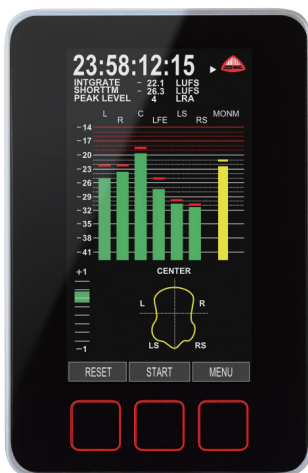 23:58:12:15
INTGRATE - 22.1 LUFS
SHORTTM - 26.3 LUFS
PEAK LEVEL 4 LRA
L R C LFE LS RS MONM
-14
-17
-20
-23
-26
-29
-32
-35
-38
-41
+1 CENTER
L R
LS RS
-1
RESET START MENU